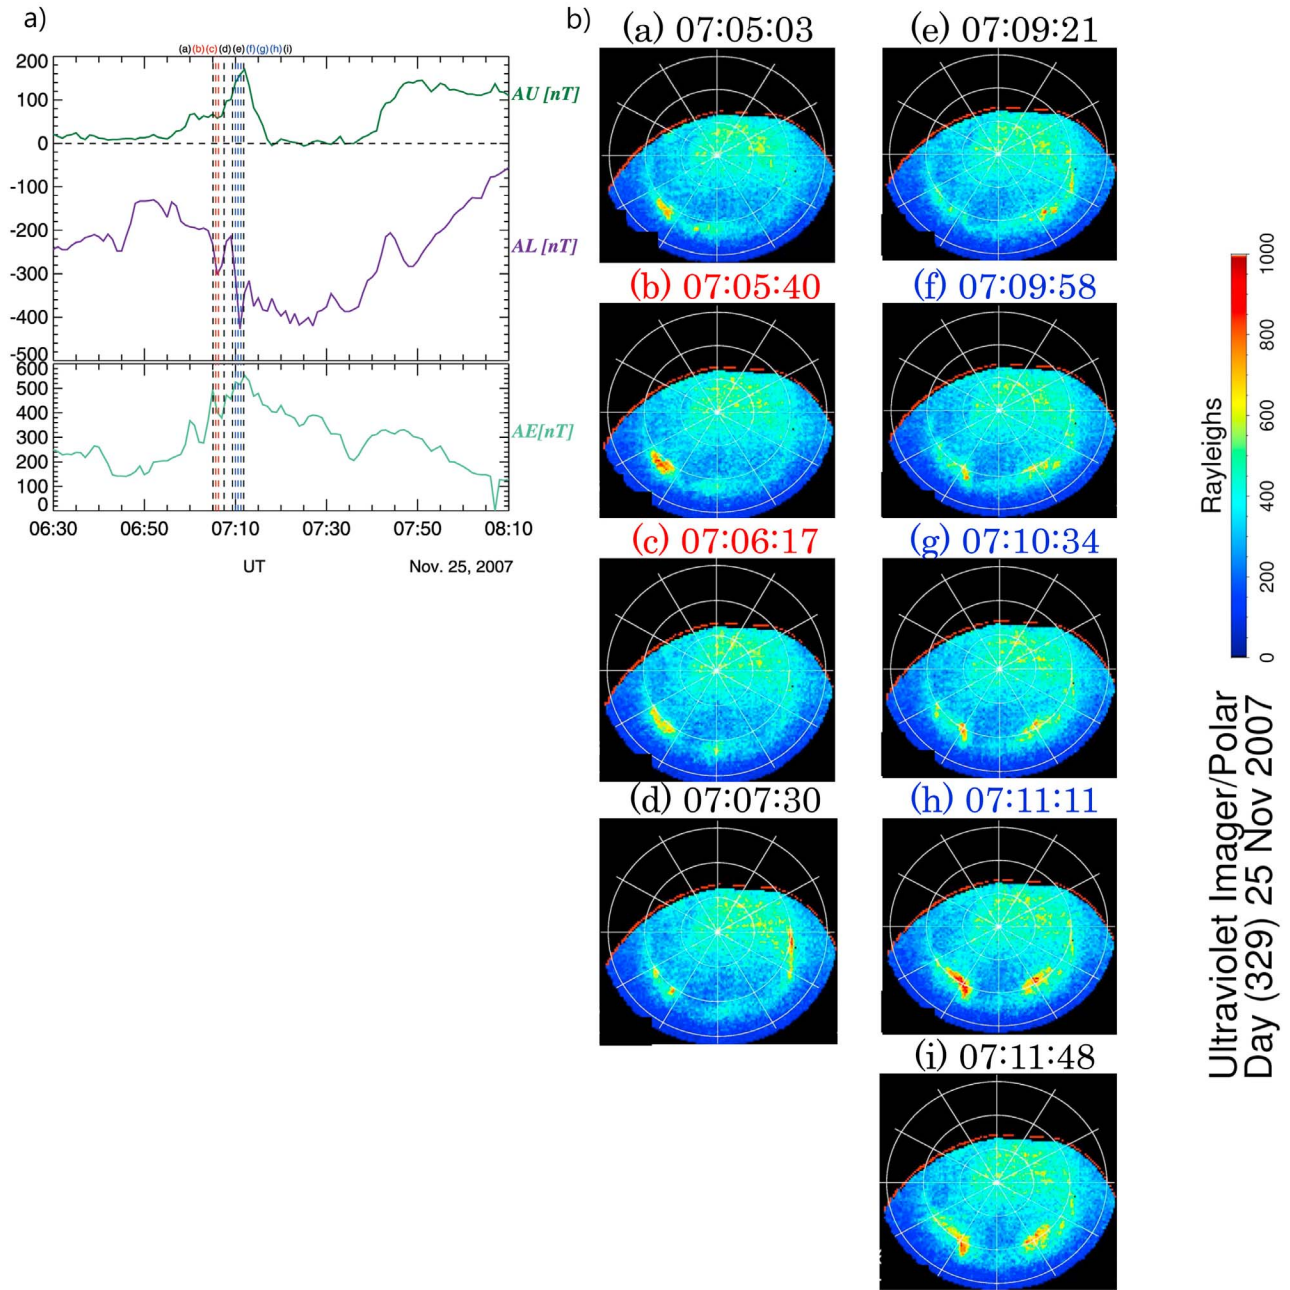 a)
(a)(b)(c)(d)(e)(f)(g)(h)(i)
200
100
0
-100
-200
-300
-400
-500
AU [nT]
AL [nT]
600
500
400
300
200
100
0
AE[nT]
06:30 06:50 07:10 07:30 07:50 08:10
UT Nov. 25, 2007
b)
(a) 07:05:03
(e) 07:09:21
(b) 07:05:40
(f) 07:09:58
(c) 07:06:17
(g) 07:10:34
(d) 07:07:30
(h) 07:11:11
(i) 07:11:48
Rayleighs
0 200 400 600 800 1000
Ultraviolet Imager/Polar
Day (329) 25 Nov 2007